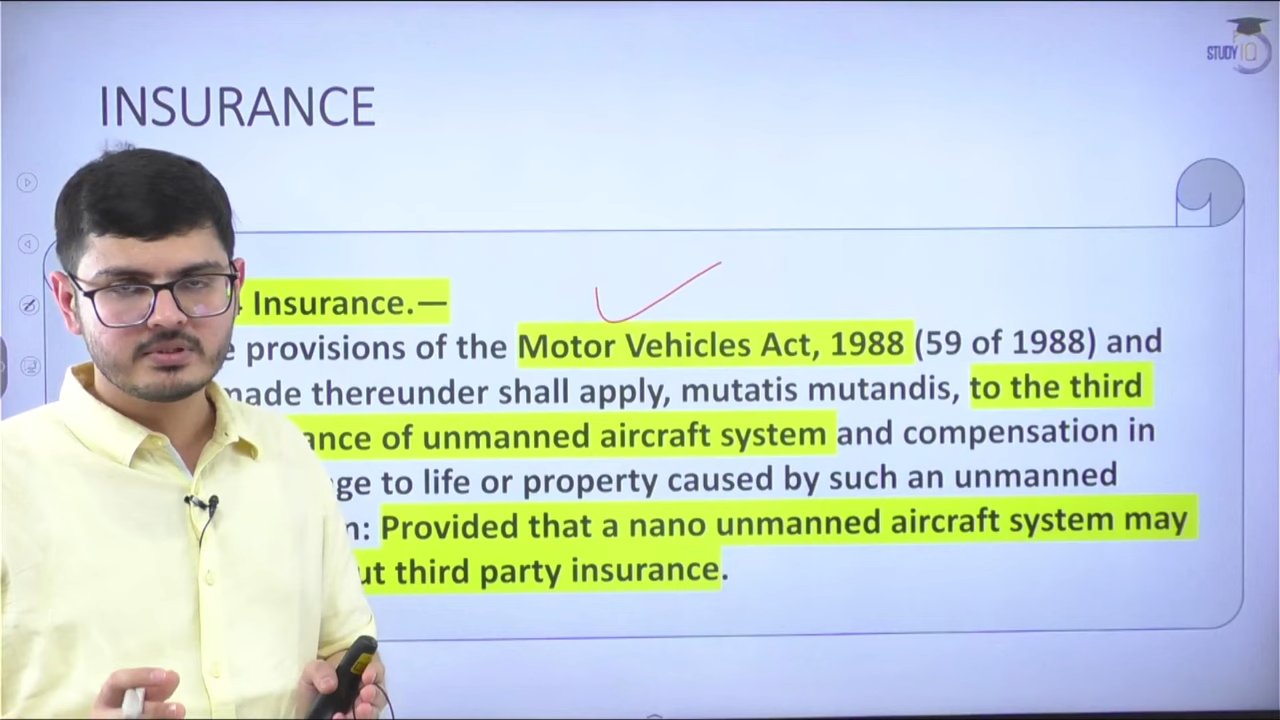 STUDY IQ
INSURANCE
Insurance.—
provisions of the Motor Vehicles Act, 1988 (59 of 1988) and
made thereunder shall apply, mutatis mutandis, to the third
of unmanned aircraft system and compensation in
to life or property caused by such an unmanned
Provided that a nano unmanned aircraft system may
third party insurance.